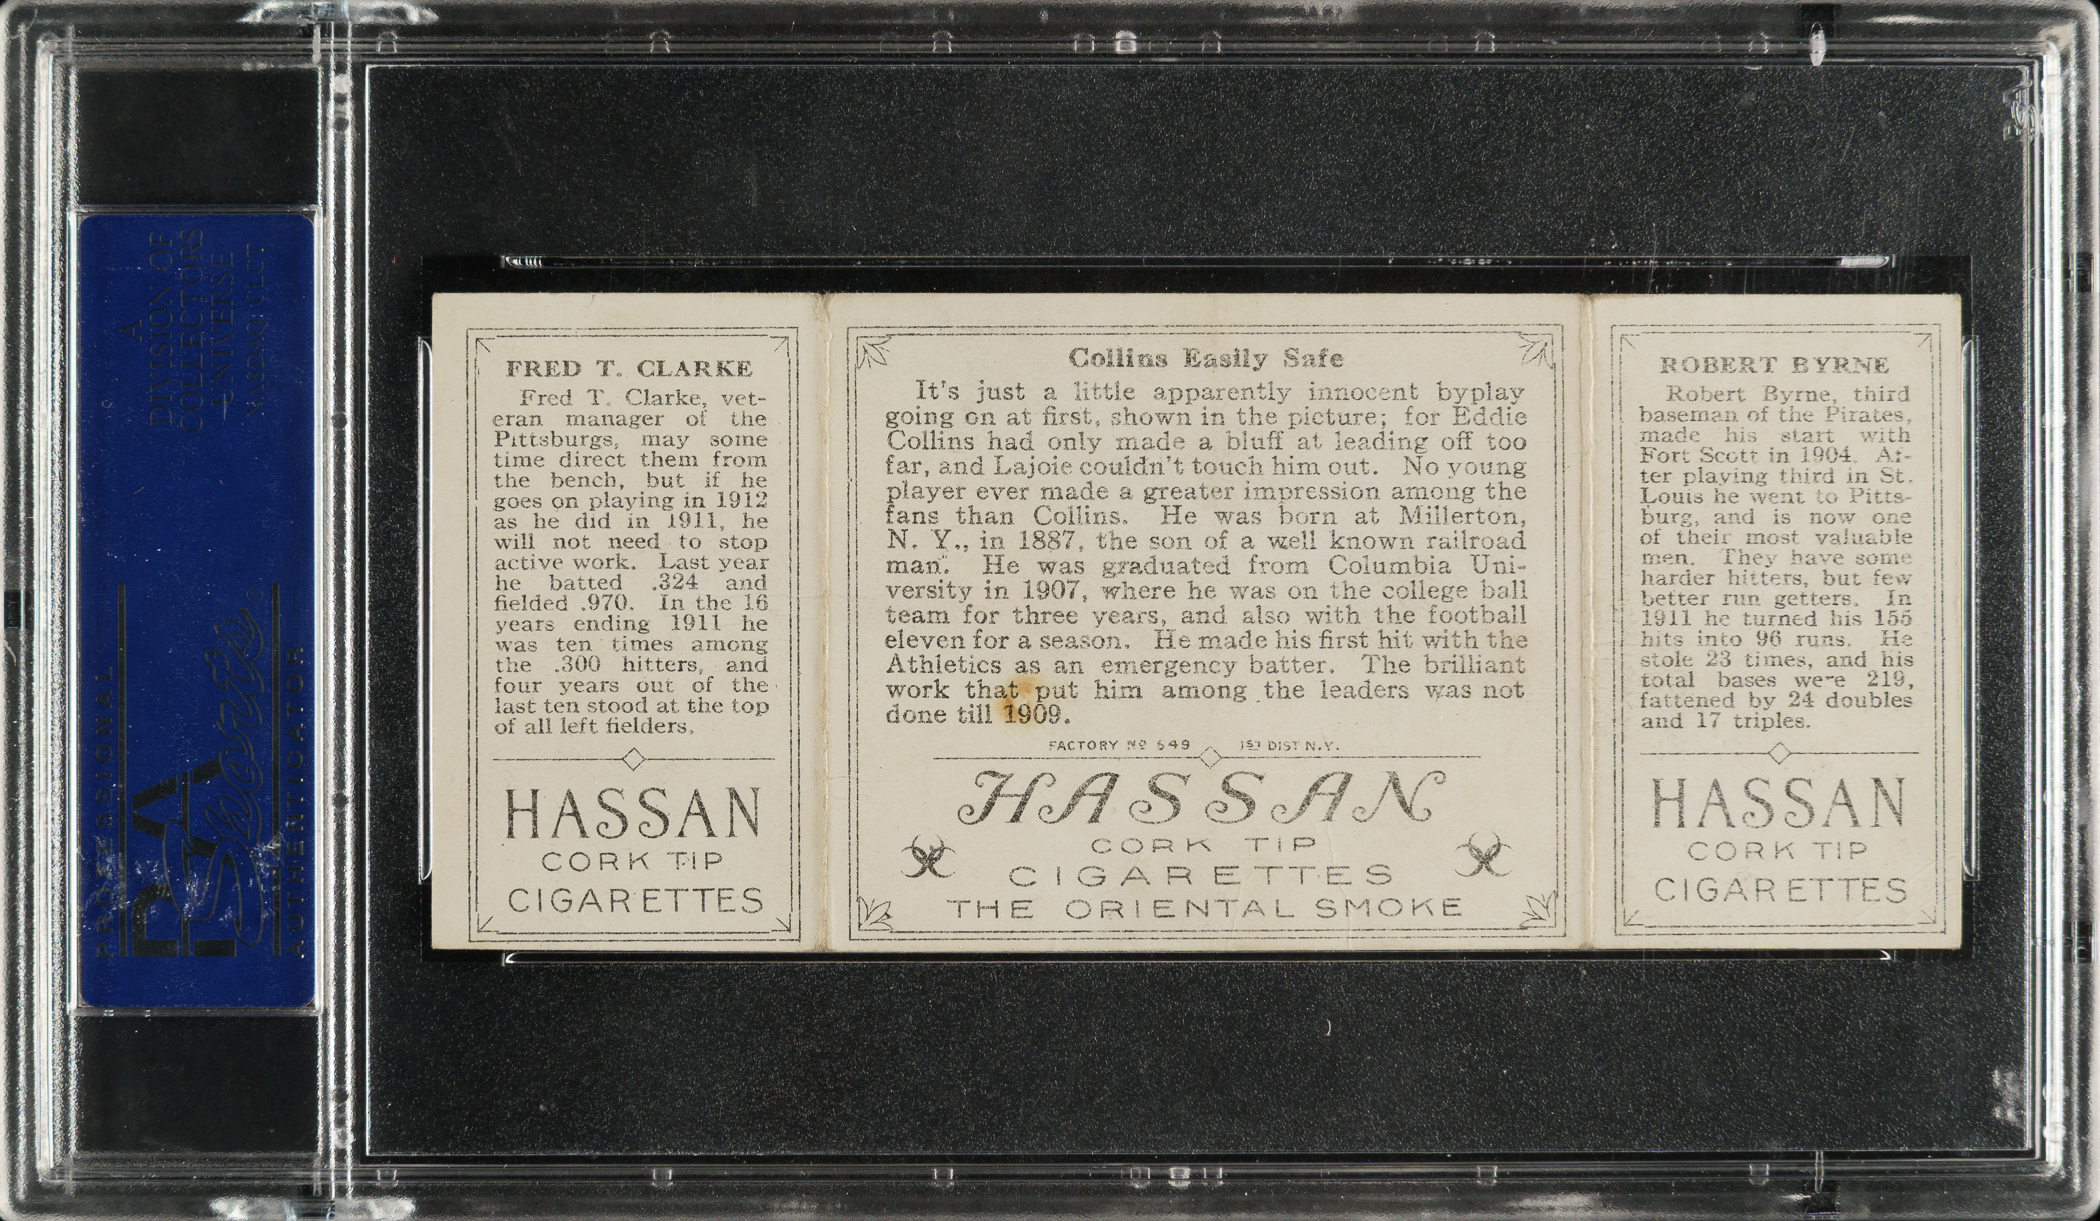 A
DIVISION OF
COLLECTORS
UNIVERSE
NASDAQ: CLCT
PROFESSIONAL
PSA
Sports
AUTHENTICATOR
FRED T. CLARKE
Fred T. Clarke, vet-
eran manager of the
Pittsburgs, may some
time direct them from
the bench, but if he
goes on playing in 1912
as he did in 1911, he
will not need to stop
active work. Last year
he batted .324 and
fielded .970. In the 16
years ending 1911 he
was ten times among
the .300 hitters, and
four years out of the
last ten stood at the top
of all left fielders.
HASSAN
CORK TIP
CIGARETTES
Collins Easily Safe
It's just a little apparently innocent byplay
going on at first, shown in the picture; for Eddie
Collins had only made a bluff at leading off too
far, and Lajoie couldn't touch him out. No young
player ever made a greater impression among the
fans than Collins. He was born at Millerton,
N. Y., in 1887, the son of a well known railroad
man. He was graduated from Columbia Uni-
versity in 1907, where he was on the college ball
team for three years, and also with the football
eleven for a season. He made his first hit with the
Athletics as an emergency batter. The brilliant
work that put him among the leaders was not
done till 1909.
FACTORY Nº 649 1ST DIST N.Y.
HASSAN
CORK TIP
CIGARETTES
THE ORIENTAL SMOKE
ROBERT BYRNE
Robert Byrne, third
baseman of the Pirates,
made his start with
Fort Scott in 1904. Af-
ter playing third in St.
Louis he went to Pitts-
burg, and is now one
of their most valuable
men. They have some
harder hitters, but few
better run getters. In
1911 he turned his 155
hits into 96 runs. He
stole 23 times, and his
total bases were 219,
fattened by 24 doubles
and 17 triples.
HASSAN
CORK TIP
CIGARETTES